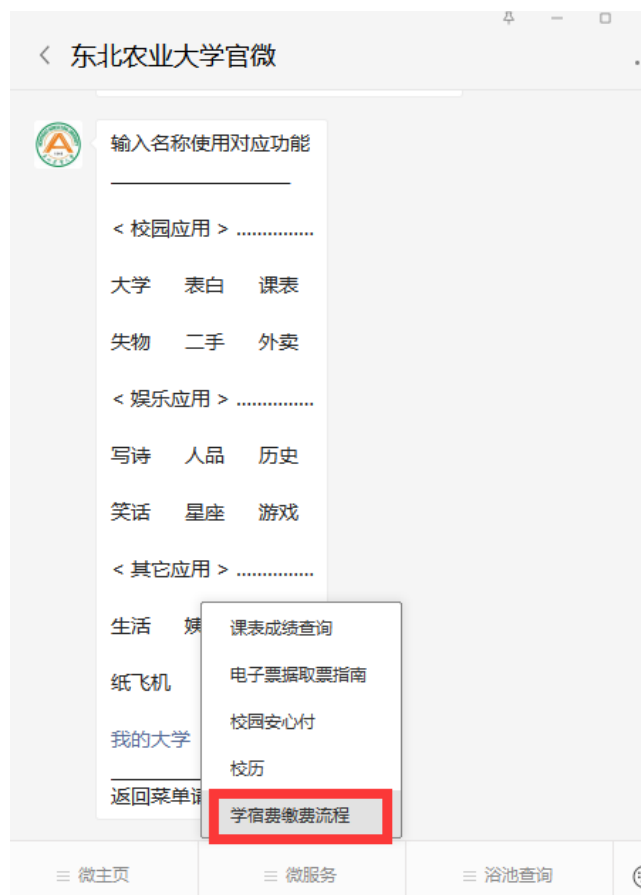 东北农业大学官微
输入名称使用对应功能
< 校园应用 > ...............
大学 表白 课表
失物 二手 外卖
< 娱乐应用 > ...............
写诗 人品 历史
笑话 星座 游戏
< 其它应用 > ...............
生活 姨
纸飞机
我的大学
返回菜单请
课表成绩查询
电子票据取票指南
校园安心付
校历
学宿费缴费流程
微主页 微服务 浴池查询